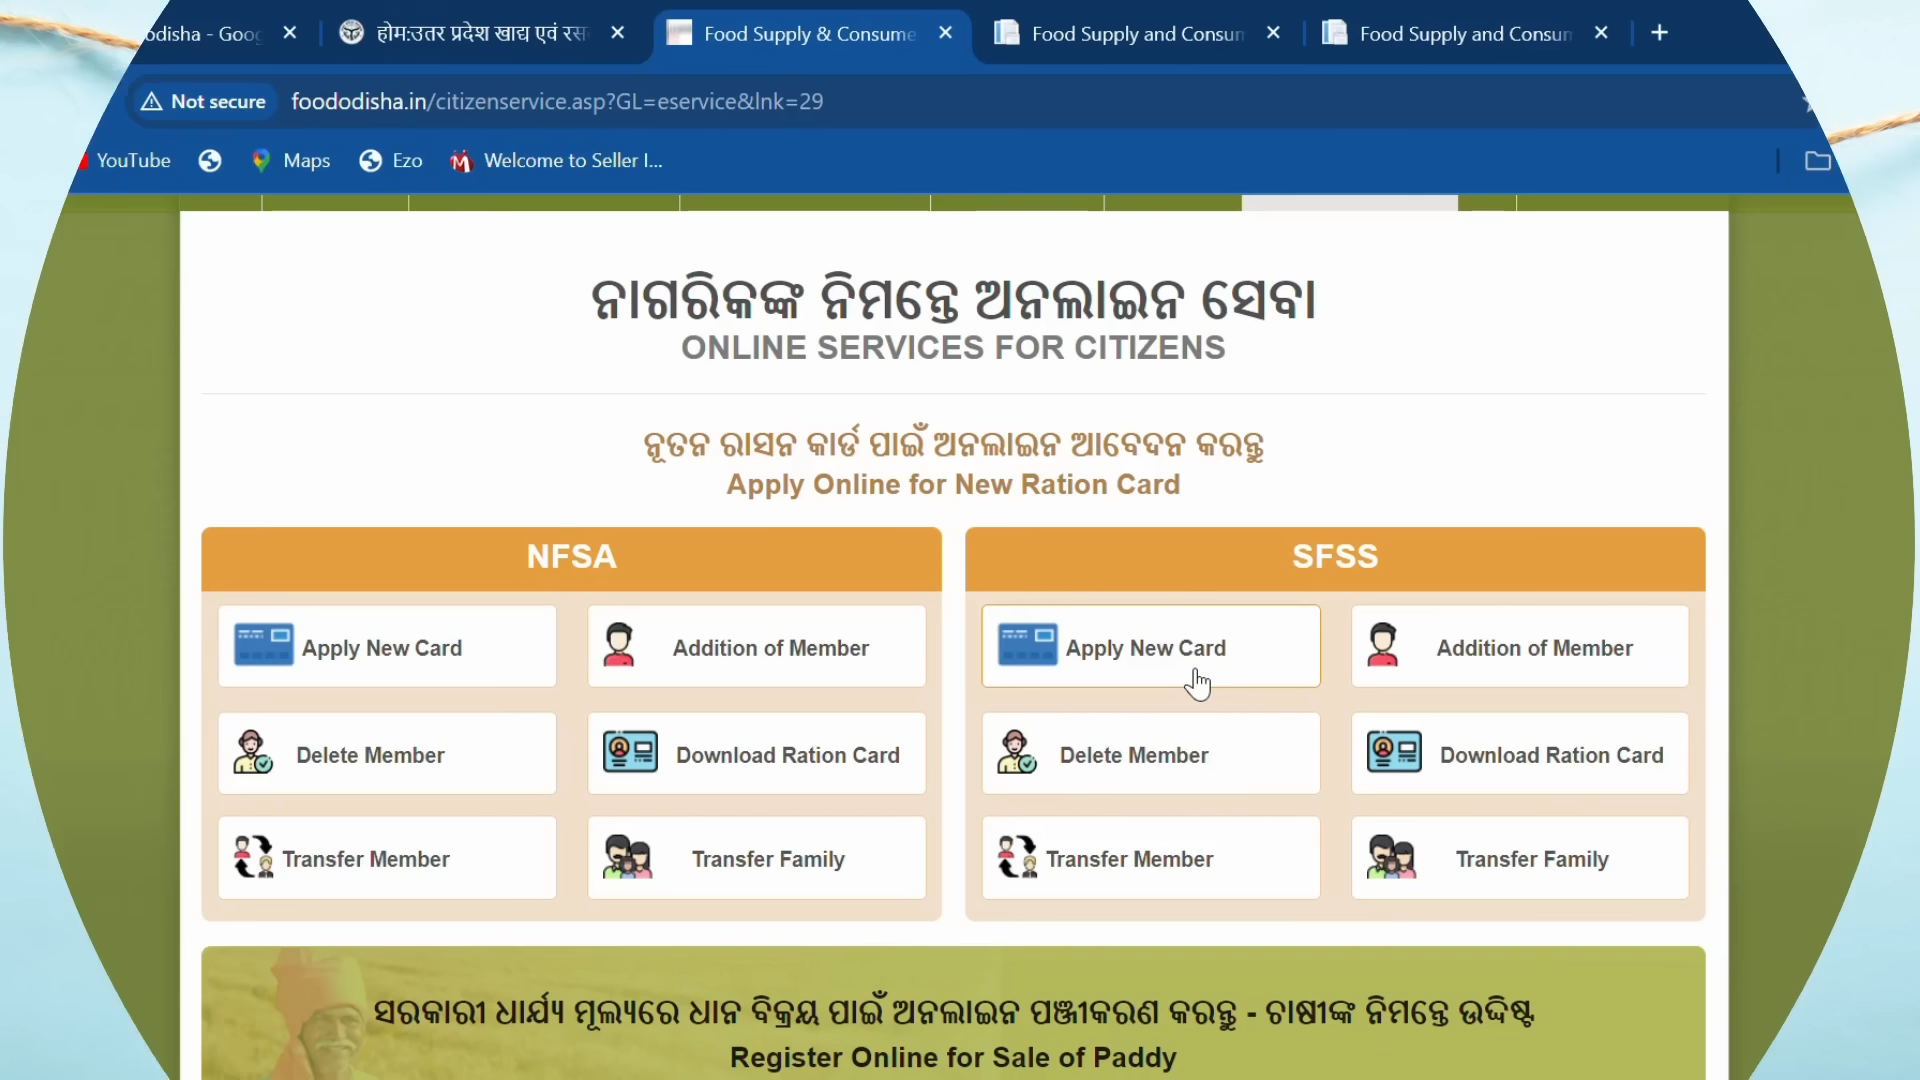 odisha - Goog
होम:उतर प्रदेश खाद्य एवं रस
Food Supply & Consume
Food Supply and Consum
Food Supply and Consum
Not secure
foododisha.in/citizenservice.asp?GL=eservice&lnk=29
YouTube
Maps
Ezo
Welcome to Seller I...
ନାଗରିକଙ୍କ ନିମନ୍ତେ ଅନଲାଇନ ସେବା
ONLINE SERVICES FOR CITIZENS
ନୂତନ ରାସନ କାର୍ଡ ପାଇଁ ଅନଲାଇନ ଆବେଦନ କରନ୍ତୁ
Apply Online for New Ration Card
NFSA
SFSS
Apply New Card
Addition of Member
Apply New Card
Addition of Member
Delete Member
Download Ration Card
Delete Member
Download Ration Card
Transfer Member
Transfer Family
Transfer Member
Transfer Family
ସରକାରୀ ଧାର୍ଯ୍ୟ ମୂଲ୍ୟରେ ଧାନ ବିକ୍ରୟ ପାଇଁ ଅନଲାଇନ ପଞ୍ଜୀକରଣ କରନ୍ତୁ - ଚାଷୀଙ୍କ ନିମନ୍ତେ ଉଦ୍ଦିଷ୍ଟ
Register Online for Sale of Paddy